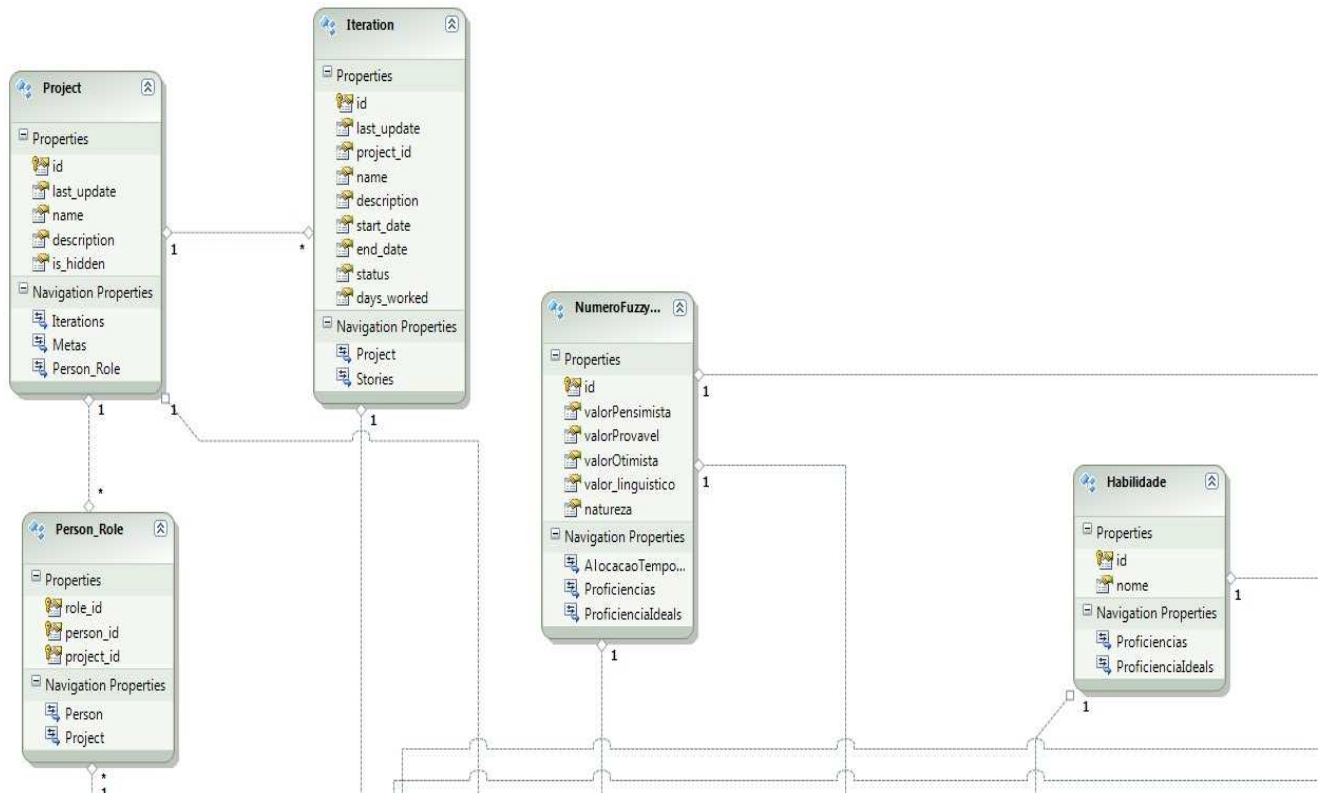 Project
Properties
id
last_update
name
description
is_hidden
Navigation Properties
Iterations
Metas
Person_Role
1
1
1
Iteration
Properties
id
last_update
project_id
name
description
start_date
end_date
status
days_worked
Navigation Properties
Project
Stories
*
1
*
Person_Role
Properties
role_id
person_id
project_id
Navigation Properties
Person
Project
*
1
NumeroFuzzy...
Properties
id
valorPensimista
valorProvavel
valorOtimista
valor_linguistico
natureza
Navigation Properties
AlocacaoTempo...
Proficiencias
ProficienciaIdeals
1
1
1
Habilidade
Properties
id
nome
Navigation Properties
Proficiencias
ProficienciaIdeals
1
1